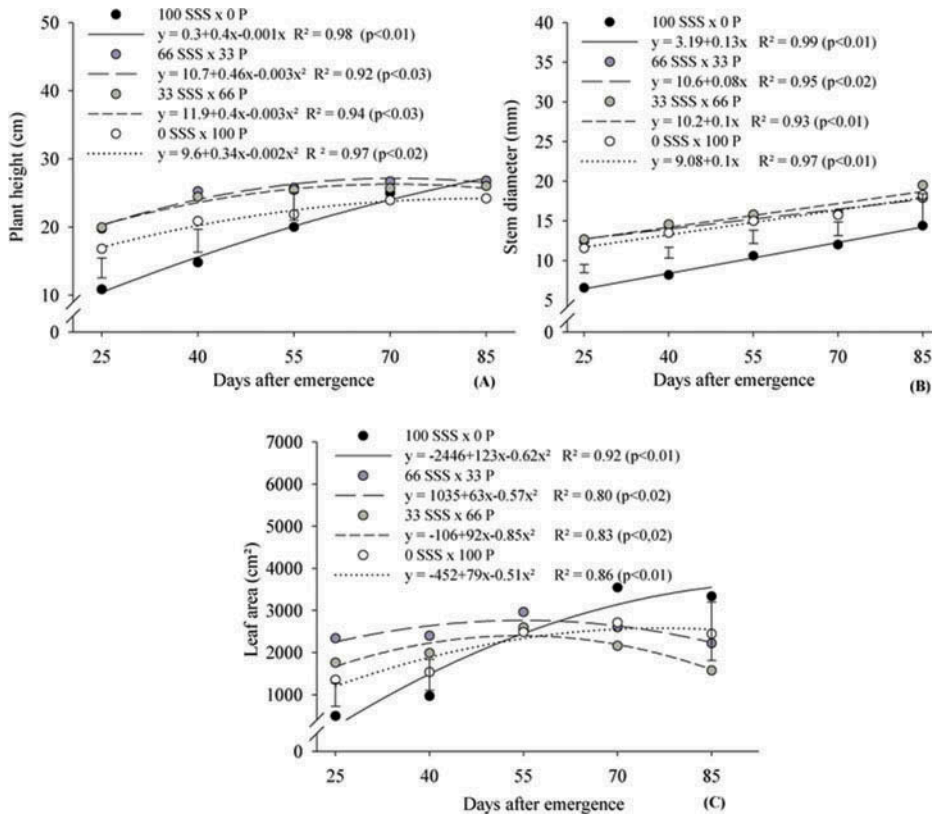 50
40
30
20
10
0
Plant height (cm)
100 SSS x 0 P
y = 0.3+0.4x-0.001x R² = 0.98 (p<0.01)
66 SSS x 33 P
y = 10.7+0.46x-0.003x² R² = 0.92 (p<0.03)
33 SSS x 66 P
y = 11.9+0.4x-0.003x² R² = 0.94 (p<0.03)
0 SSS x 100 P
y = 9.6+0.34x-0.002x² R ² = 0.97 (p<0.02)
25 40 55 70 85
Days after emergence
(A)
40
35
30
25
20
15
10
5
0
Stem diameter (mm)
100 SSS x 0 P
y = 3.19+0.13x R² = 0.99 (p<0.01)
66 SSS x 33 P
y = 10.6+0.08x R² = 0.95 (p<0.02)
33 SSS x 66 P
y = 10.2+0.1x R² = 0.93 (p<0.01)
0 SSS x 100 P
y = 9.08+0.1x R² = 0.97 (p<0.01)
25 40 55 70 85
Days after emergence
(B)
7000
6000
5000
4000
3000
2000
1000
0
Leaf area (cm²)
100 SSS x 0 P
y = -2446+123x-0.62x² R² = 0.92 (p<0.01)
66 SSS x 33 P
y = 1035+63x-0.57x² R² = 0.80 (p<0.02)
33 SSS x 66 P
y = -106+92x-0.85x² R² = 0.83 (p<0,02)
0 SSS x 100 P
y = -452+79x-0.51x² R² = 0.86 (p<0.01)
25 40 55 70 85
Days after emergence
(C)